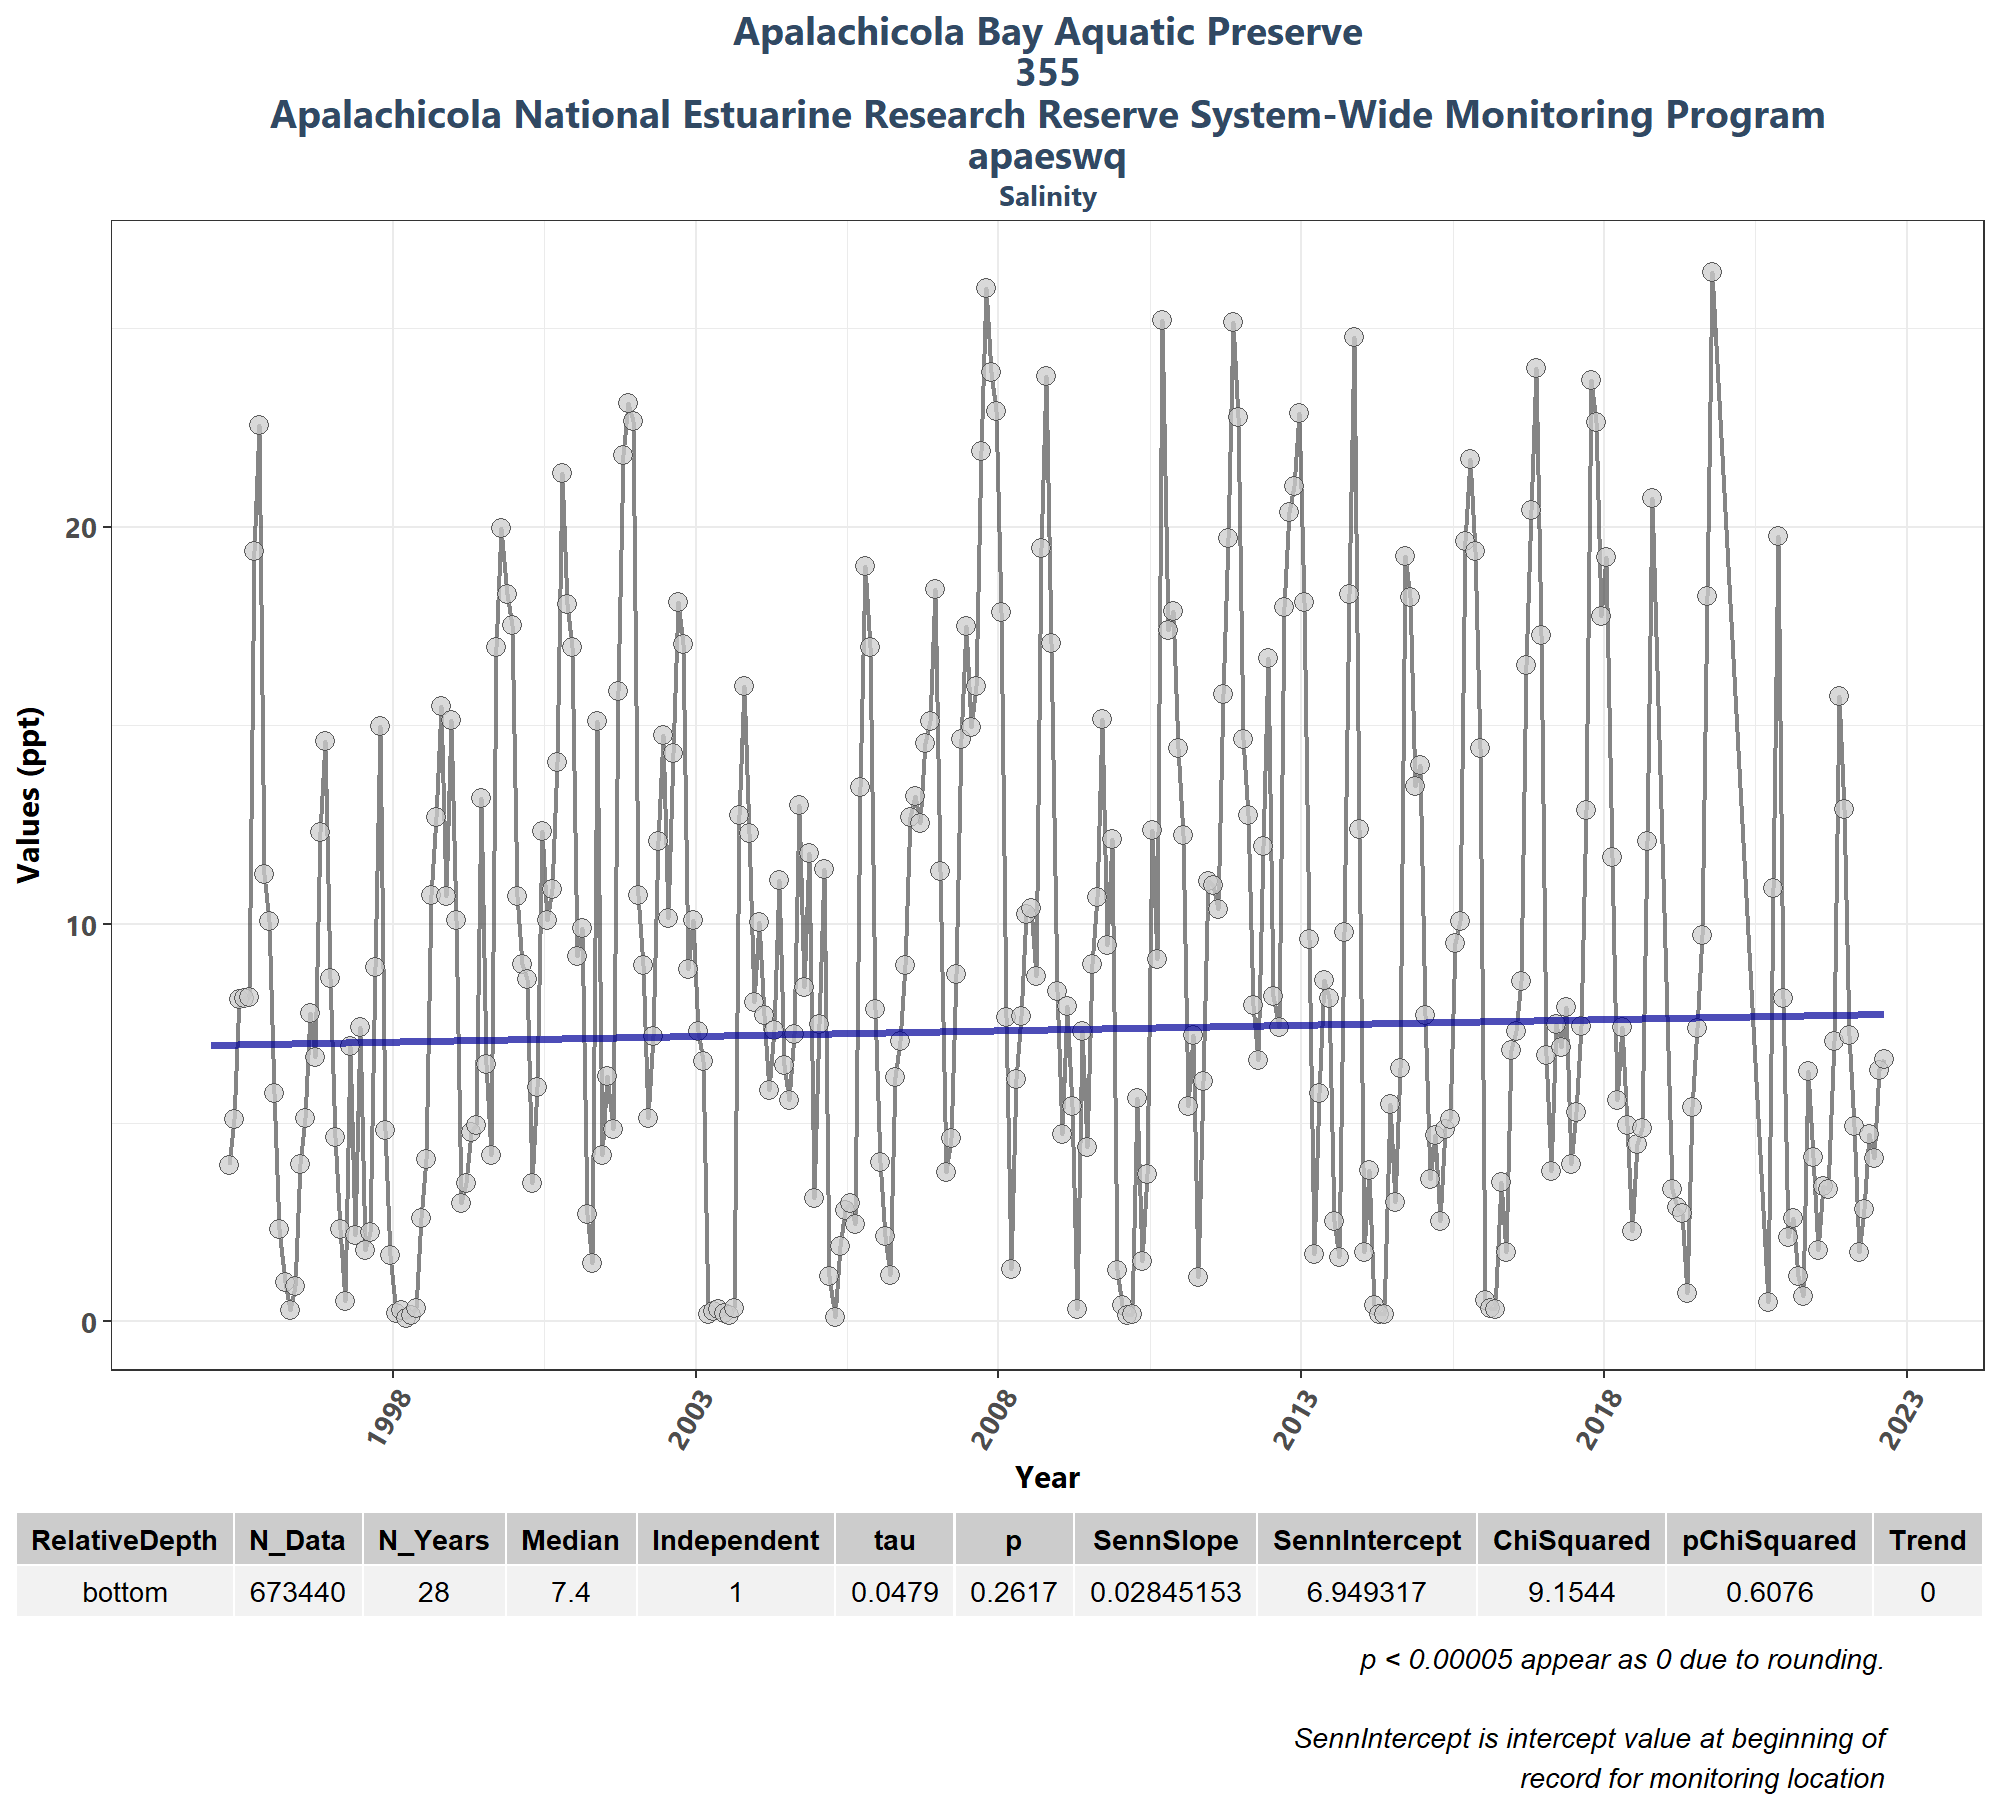 Apalachicola Bay Aquatic Preserve
355
Apalachicola National Estuarine Research Reserve System-Wide Monitoring Program
apaeswq
Salinity
Values (ppt)
20
10
0
1998 2003 2008 2013 2018 2023
Year
RelativeDepth N_Data N_Years Median Independent tau p SennSlope SennIntercept ChiSquared pChiSquared Trend
bottom 673440 28 7.4 1 0.0479 0.2617 0.02845153 6.949317 9.1544 0.6076 0
p < 0.00005 appear as 0 due to rounding.
SennIntercept is intercept value at beginning of
record for monitoring location